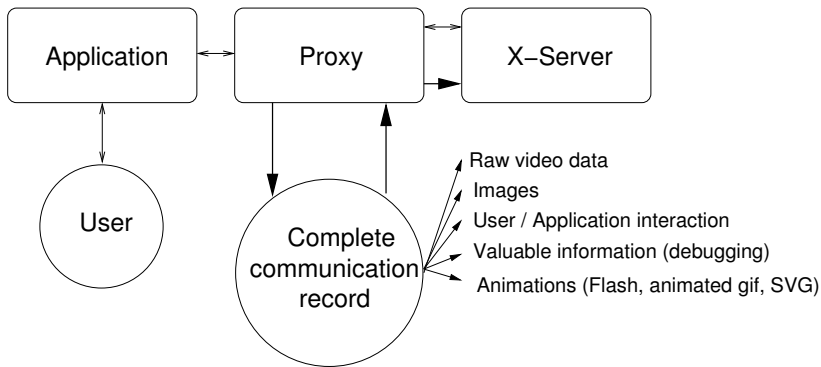 Application
Proxy
X−Server
User
Complete
communication
record
Raw video data
Images
User / Application interaction
Valuable information (debugging)
Animations (Flash, animated gif, SVG)